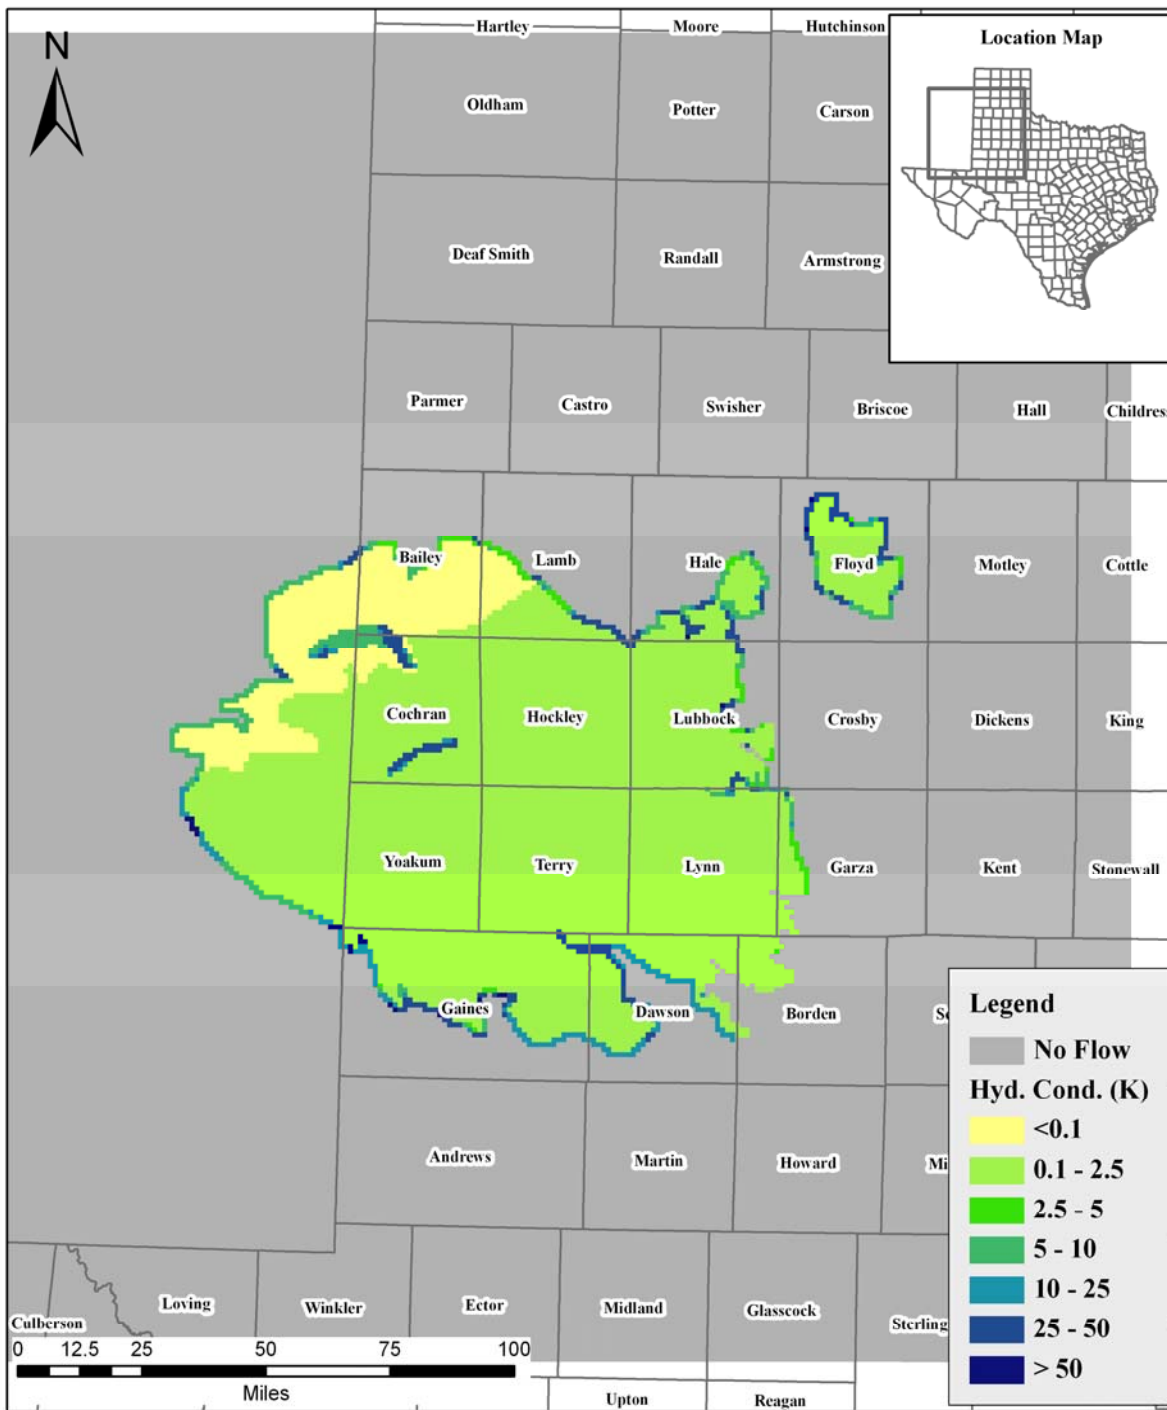 Hartley Moore Hutchinson
N
Location Map
Oldham Potter Carson
Deaf Smith Randall Armstrong
Parmer Castro Swisher Briscoe Hall Childres
Bailey Lamb Hale Floyd Motley Cottle
Cochran Hockley Lubbock Crosby Dickens King
Yoakum Terry Lynn Garza Kent Stonewall
Gaines Dawson Borden Sc
Andrews Martin Howard Mi
Loving Winkler Ector Midland Glasscock Sterling
Culberson
0 12.5 25 50 75 100
Miles
Upton Reagan
Legend
No Flow
Hyd. Cond. (K)
<0.1
0.1 - 2.5
2.5 - 5
5 - 10
10 - 25
25 - 50
> 50